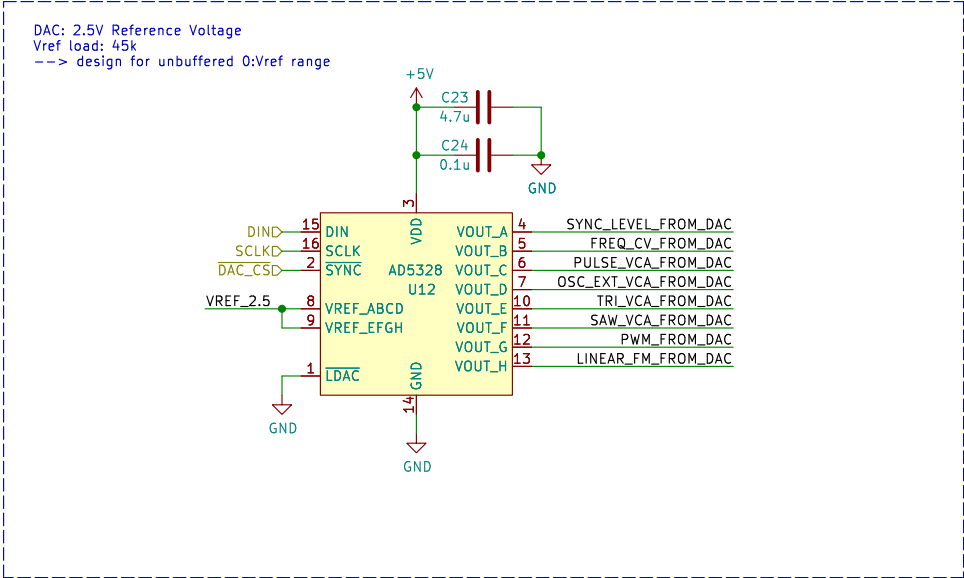 DAC: 2.5V Reference Voltage
Vref load: 45k
--> design for unbuffered 0:Vref range
+5V
C23
4.7u
C24
0.1u
GND
3
VDD
15 DIN
DIN
16 SCLK
SCLK
2 SYNC
DAC_CS
VREF_2.5
8 VREF_ABCD
9 VREF_EFGH
1 LDAC
GND
AD5328
U12
VOUT_A 4 SYNC_LEVEL_FROM_DAC
VOUT_B 5 FREQ_CV_FROM_DAC
VOUT_C 6 PULSE_VCA_FROM_DAC
VOUT_D 7 OSC_EXT_VCA_FROM_DAC
VOUT_E 10 TRI_VCA_FROM_DAC
VOUT_F 11 SAW_VCA_FROM_DAC
VOUT_G 12 PWM_FROM_DAC
VOUT_H 13 LINEAR_FM_FROM_DAC
GND
14
GND